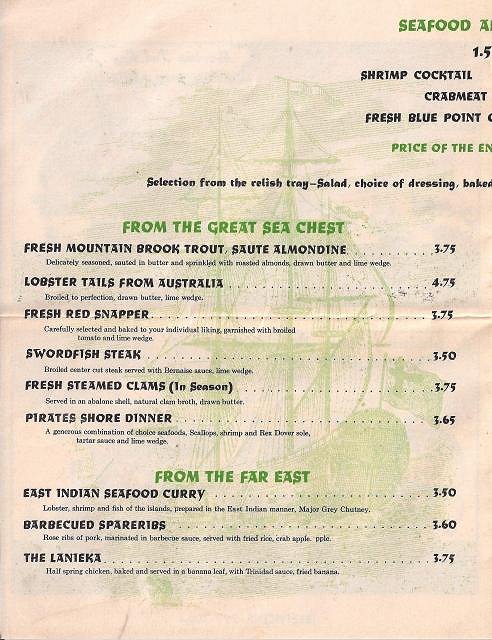 SEAFOOD
1.5
SHRIMP COCKTAIL
CRABMEAT
FRESH BLUE POINT
PRICE OF THE EN
Selection from the relish tray—Salad, choice of dressing, baked
FROM THE GREAT SEA CHEST
FRESH MOUNTAIN BROOK TROUT, SAUTE ALMONDINE. 3.75
Delicately seasoned, sauted in butter and sprinkled with roasted almonds, drawn butter and lime wedge.
LOBSTER TAILS FROM AUSTRALIA 4.75
Broiled to perfection, drawn butter, lime wedge.
FRESH RED SNAPPER 3.75
Carefully selected and baked to your individual liking, garnished with broiled
tomato and lime wedge.
SWORDFISH STEAK 3.50
Broiled center cut steak served with Bernaise sauce, lime wedge.
FRESH STEAMED CLAMS (In Season) 3.75
Served in an abalone shell, natural clam broth, drawn butter.
PIRATES SHORE DINNER 3.65
A generous combination of choice seafoods, Scallops, shrimp and Rex Dover sole,
tartar sauce and lime wedge.
FROM THE FAR EAST
EAST INDIAN SEAFOOD CURRY 3.50
Lobster, shrimp and fish of the islands, prepared in the East Indian manner, Major Grey Chutney.
BARBECUED SPARERIBS 3.60
Rose ribs of pork, marinated in barbecue sauce, served with fried rice, crab apple. pple.
THE LANIEKA 3.75
Half spring chicken, baked and served in a banana leaf, with Trinidad sauce, fried banana.